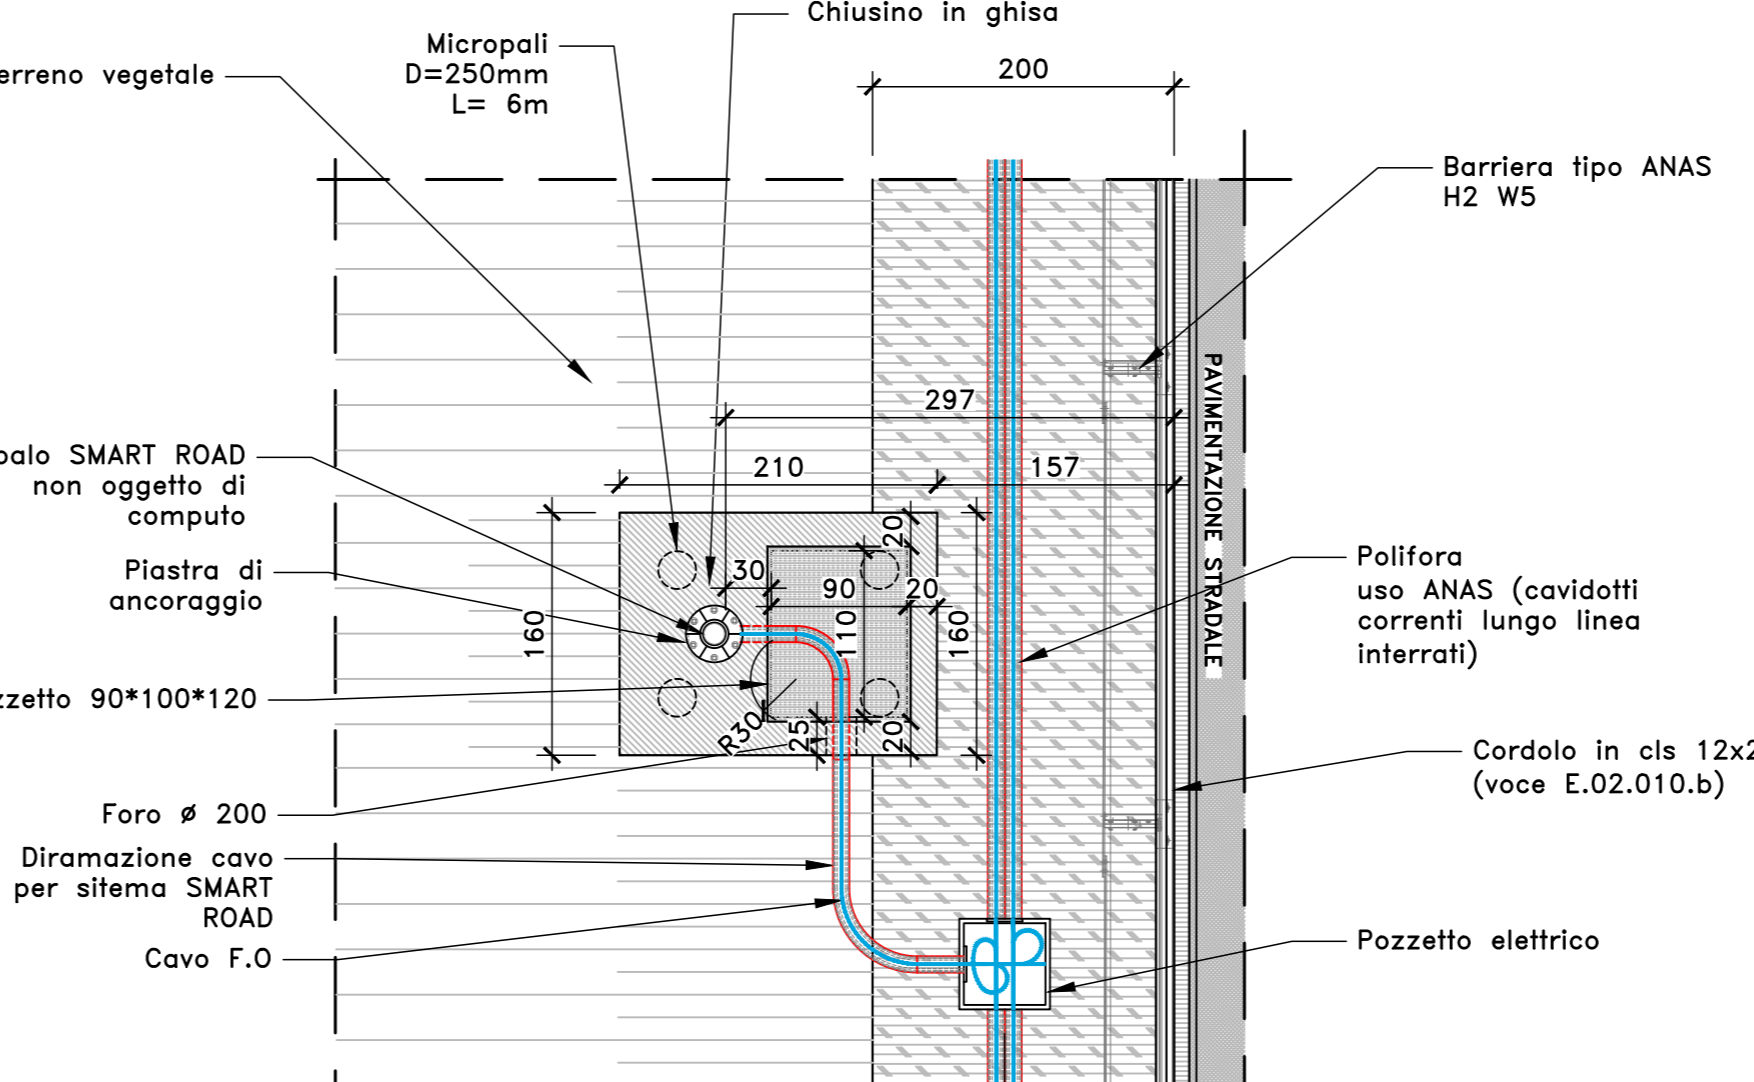 Chiusino in ghisa
Micropali
D=250mm
L= 6m
erreno vegetale
200
Barriera tipo ANAS
H2 W5
PAVIMENTAZIONE STRADALE
297
210
157
palo SMART ROAD
non oggetto di
computo
Piastra di
ancoraggio
160
30
90
20
20
110
160
Polifora
uso ANAS (cavidotti
correnti lungo linea
interrati)
zzetto 90*100*120
R30
25
20
Foro ø 200
Cordolo in cls 12x2
(voce E.02.010.b)
Diramazione cavo
per sitema SMART
ROAD
Cavo F.O
Pozzetto elettrico